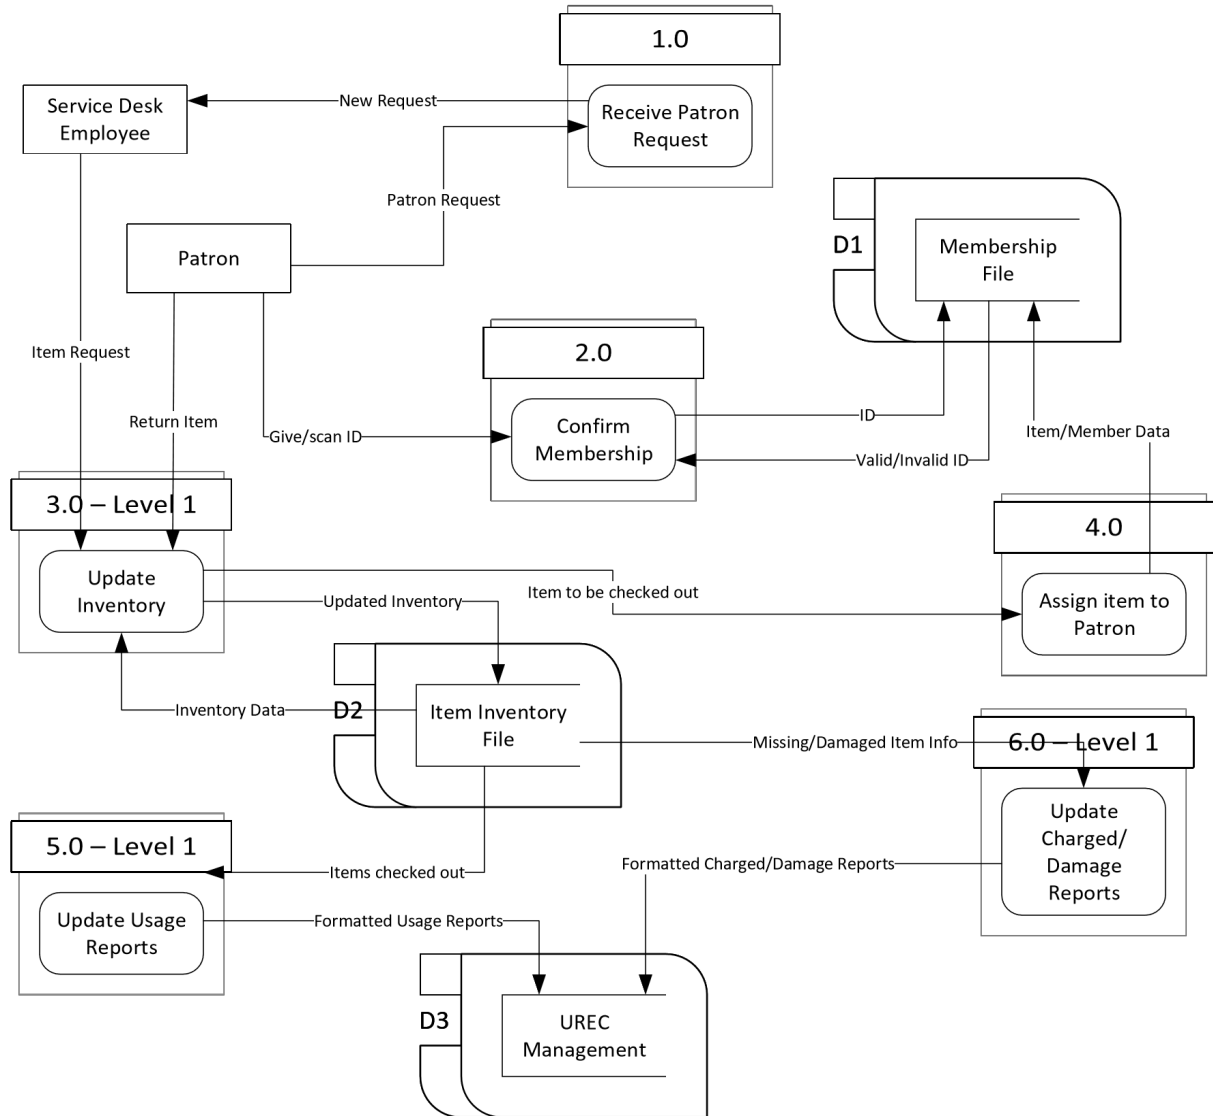 1.0
Service Desk
Employee
New Request
Receive Patron
Request
Patron Request
Patron
D1
Membership
File
2.0
Item Request
Return Item
Give/scan ID
Confirm
Membership
ID
Valid/Invalid ID
Item/Member Data
3.0 – Level 1
4.0
Update
Inventory
Item to be checked out
Updated Inventory
Assign item to
Patron
Inventory Data
D2
Item Inventory
File
Missing/Damaged Item Info
6.0 – Level 1
5.0 – Level 1
Items checked out
Formatted Charged/Damage Reports
Update
Charged/
Damage
Reports
Update Usage
Reports
Formatted Usage Reports
D3
UREC
Management